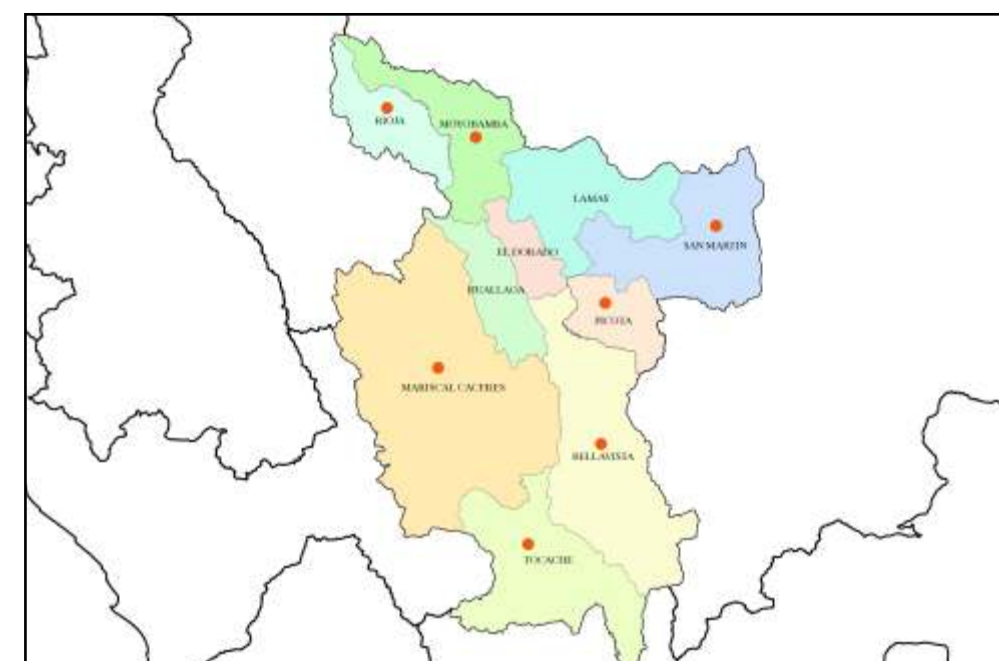 RIOJA
MOYOBAMBA
LAMAS
SAN MARTIN
EL DORADO
HUALLAGA
PICOTA
MARISCAL CACERES
BELLAVISTA
TOCACHE